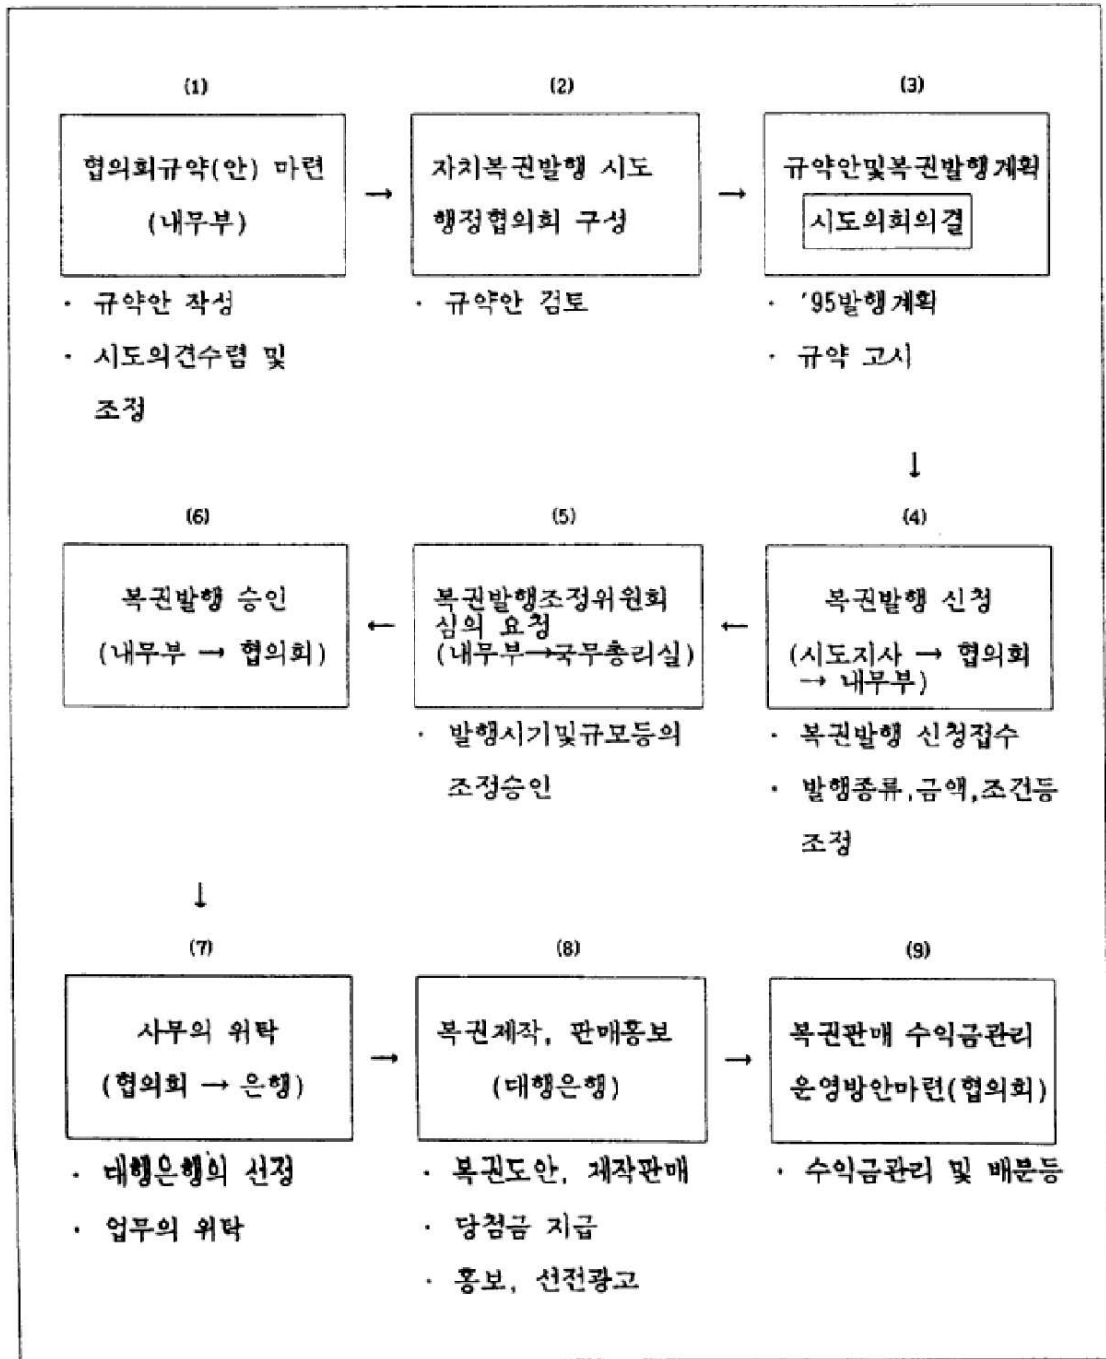 (1)
협의회규약(안) 마련
(내무부)
· 규약안 작성
· 시도의견수렴 및
조정
→
(2)
자치복권발행 시도
행정협의회 구성
· 규약안 검토
→
(3)
규약안및복권발행계획
시도의회의결
· '95발행계획
· 규약 고시
↓
(4)
복권발행 신청
(시도지사 → 협의회
→ 내무부)
· 복권발행 신청접수
· 발행종류,금액,조건등
조정
←
(5)
복권발행조정위원회
심의 요청
(내무부→국무총리실)
· 발행시기및규모등의
조정승인
←
(6)
복권발행 승인
(내무부 → 협의회)
↓
(7)
사무의 위탁
(협의회 → 은행)
· 대행은행의 선정
· 업무의 위탁
→
(8)
복권제작, 판매홍보
(대행은행)
· 복권도안, 제작판매
· 당첨금 지급
· 홍보, 선전광고
→
(9)
복권판매 수익금관리
운영방안마련(협의회)
· 수익금관리 및 배분등